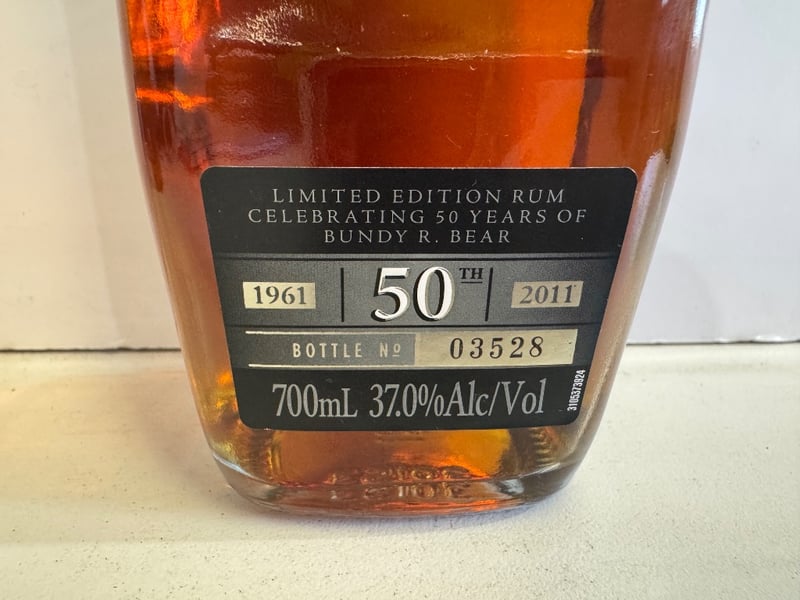 LIMITED EDITION RUM
CELEBRATING 50 YEARS OF
BUNDY R. BEAR
1961 50TH 2011
BOTTLE Nº 03528
700mL 37.0%Alc/Vol
3105373924